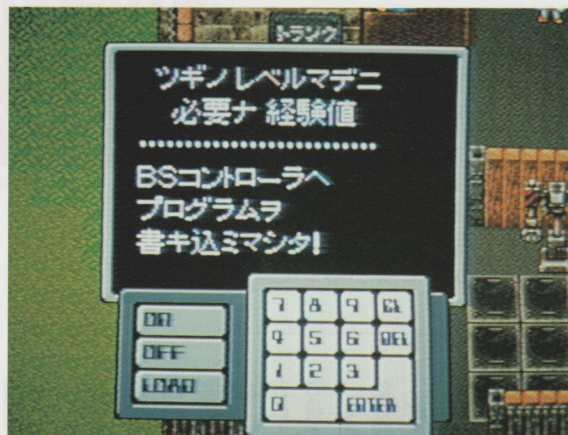 トランク
ツギノレベルマデニ
必要ナ 経験値
BSコントローラヘ
プログラムヲ
書キ込ミマシタ!
ON
OFF
LOAD
7 8 9 CL
4 5 6 DEL
1 2 3
0 ENTER